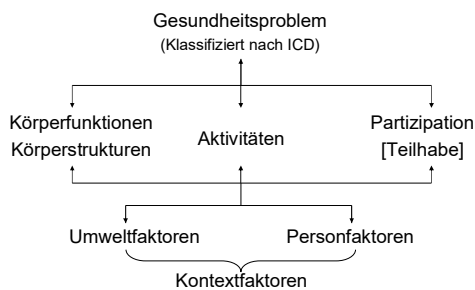 Gesundheitsproblem
(Klassifiziert nach ICD)
Körperfunktionen
Körperstrukturen
Aktivitäten
Partizipation
[Teilhabe]
Umweltfaktoren
Personfaktoren
Kontextfaktoren